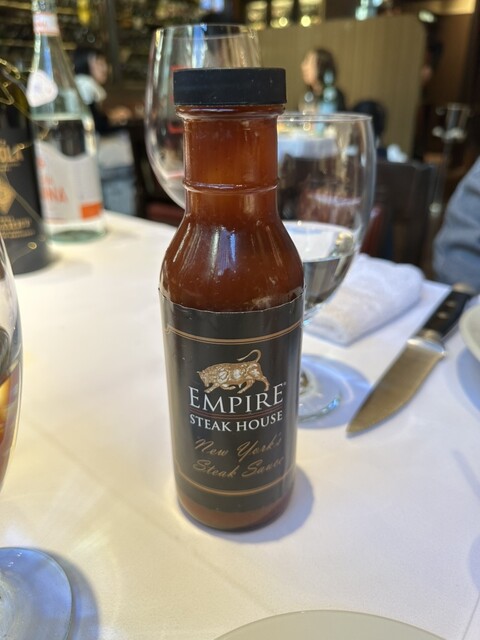 EMPIRE
STEAK HOUSE
New York's
Steak Sauce